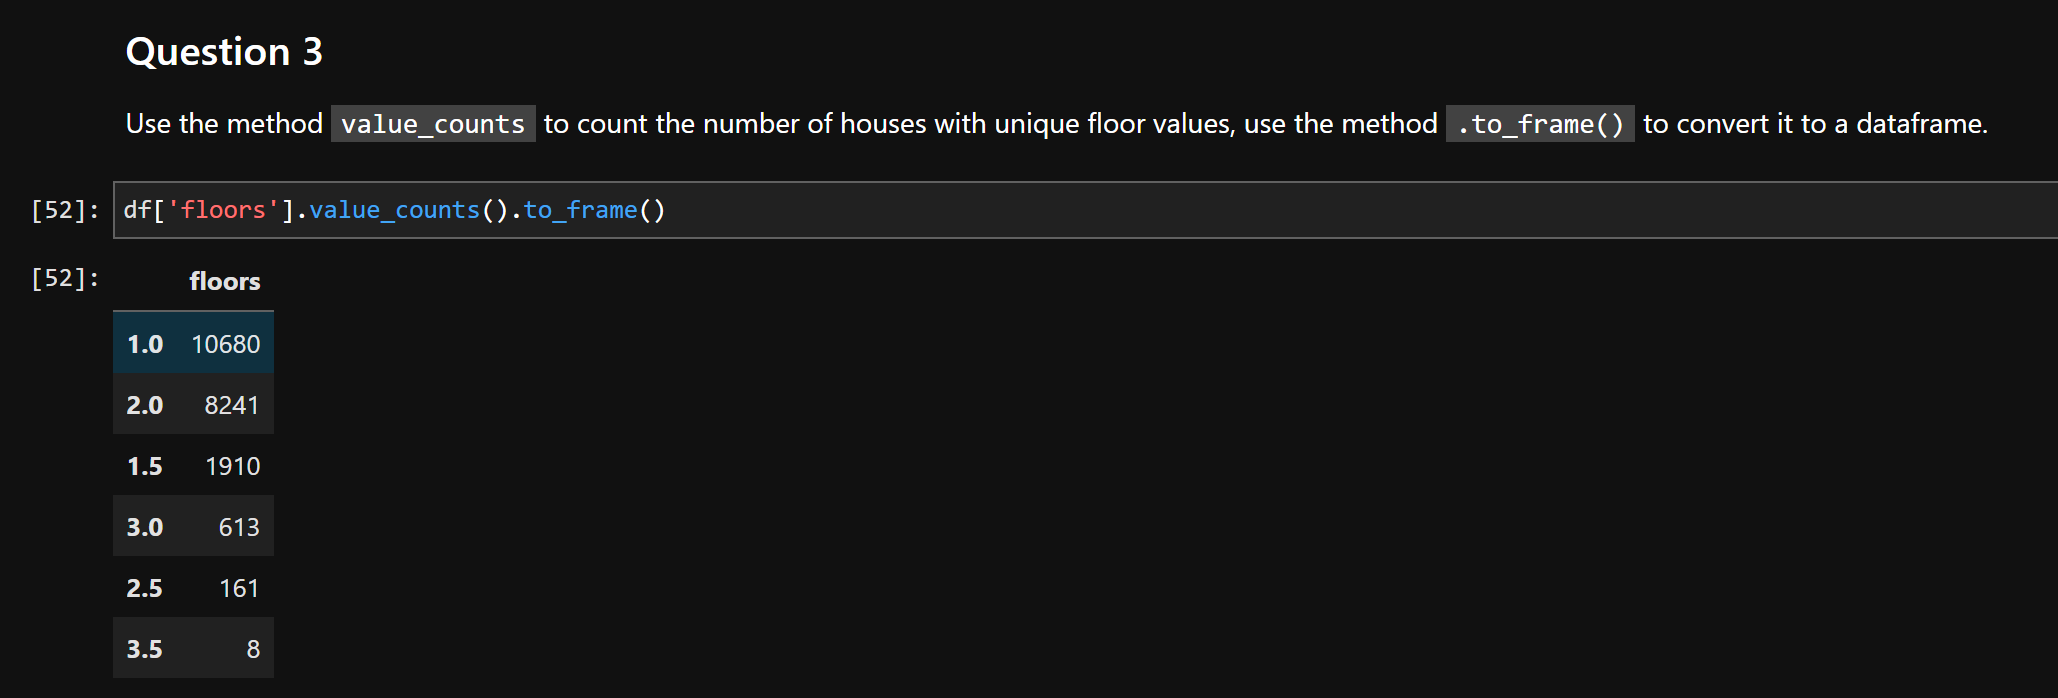 Question 3
Use the method value_counts to count the number of houses with unique floor values, use the method .to_frame() to convert it to a dataframe.
[52]: df['floors'].value_counts().to_frame()
[52]: floors
1.0 10680
2.0 8241
1.5 1910
3.0 613
2.5 161
3.5 8